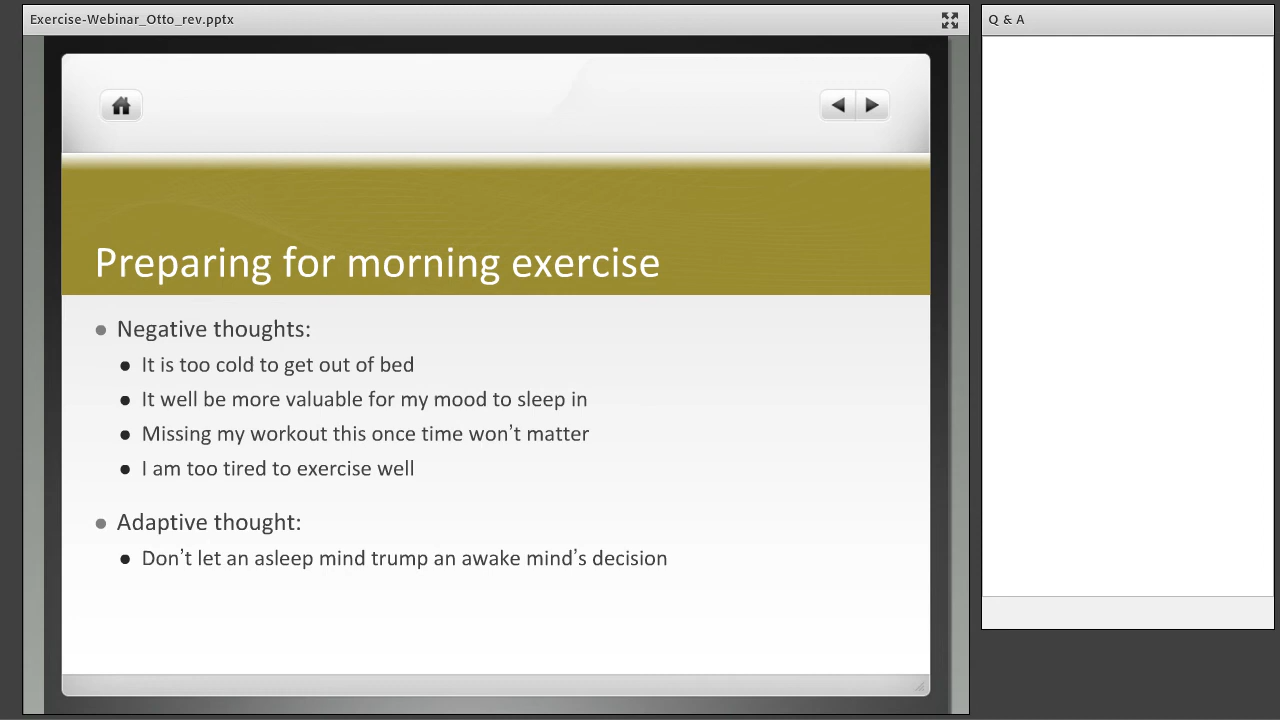 Exercise-Webinar_Otto_rev.pptx
Q & A
Preparing for morning exercise
Negative thoughts:
It is too cold to get out of bed
It well be more valuable for my mood to sleep in
Missing my workout this once time won’t matter
I am too tired to exercise well
Adaptive thought:
Don’t let an asleep mind trump an awake mind’s decision